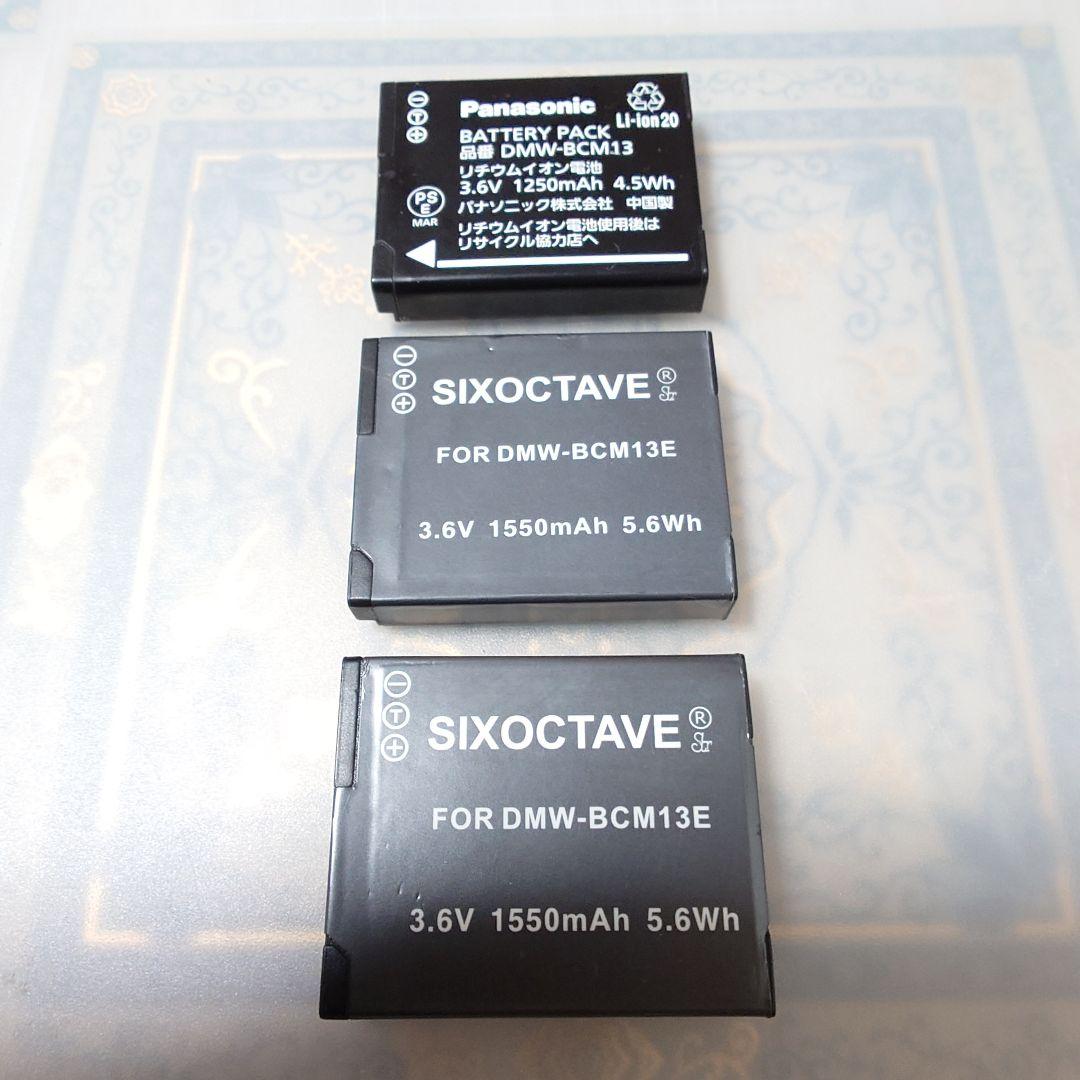 Panasonic
Li-ion20
BATTERY PACK
品番 DMW-BCM13
リチウムイオン電池
3.6V 1250mAh 4.5Wh
パナソニック株式会社 中国製
リチウムイオン電池使用後は
リサイクル協力店へ
PS
E
MAR
− T +
SIXOCTAVE ®
FOR DMW-BCM13E
3.6V 1550mAh 5.6Wh
− T +
SIXOCTAVE ®
FOR DMW-BCM13E
3.6V 1550mAh 5.6Wh